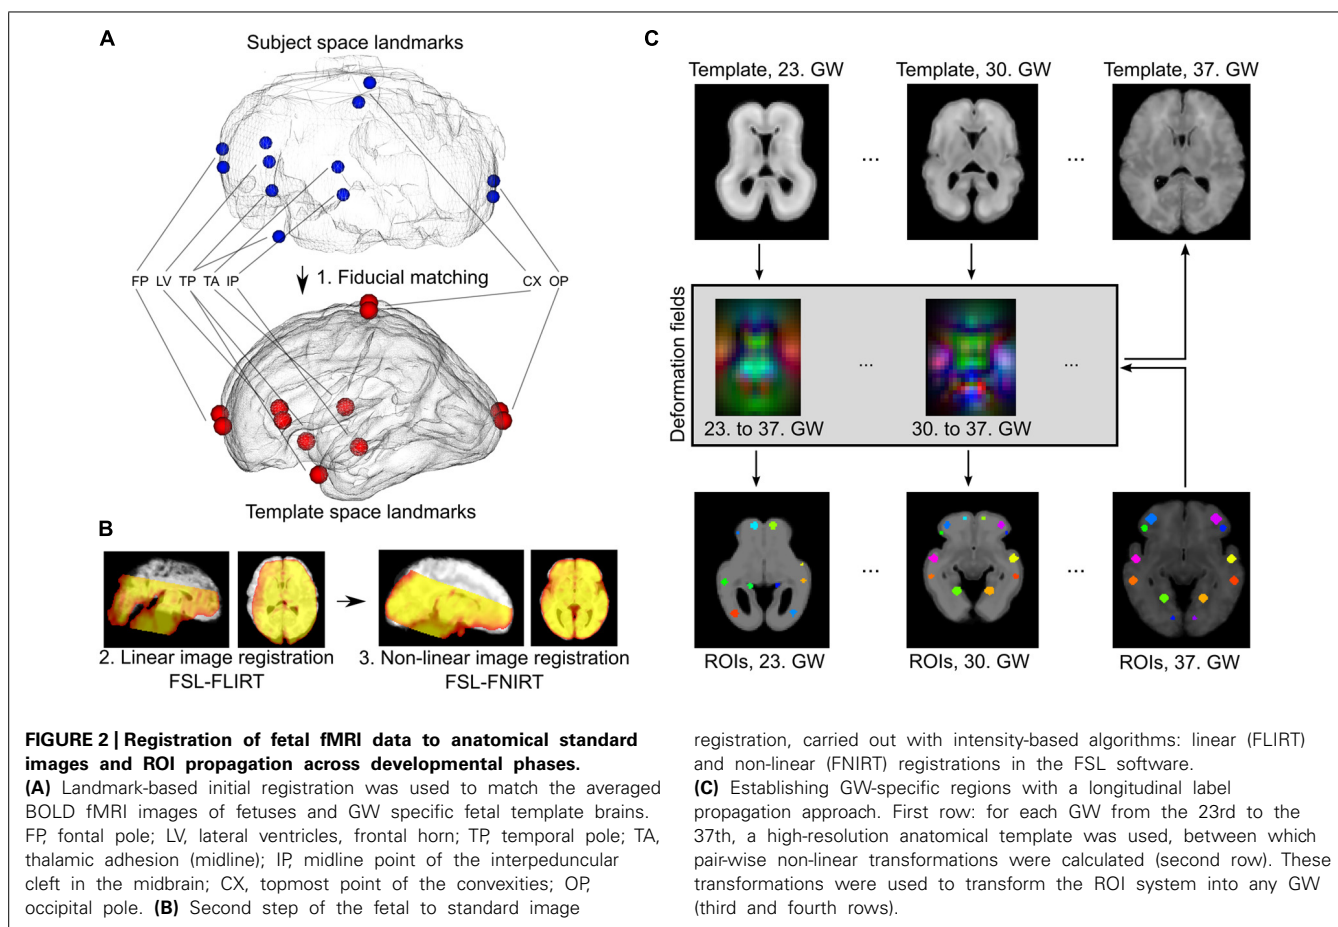 A
Subject space landmarks
FP LV TP TA IP
CX OP
1. Fiducial matching
Template space landmarks
B
2. Linear image registration
FSL-FLIRT
3. Non-linear image registration
FSL-FNIRT
C
Template, 23. GW
Template, 30. GW
Template, 37. GW
...
...
Deformation fields
...
...
23. to 37. GW
30. to 37. GW
...
...
ROIs, 23. GW
ROIs, 30. GW
ROIs, 37. GW
FIGURE 2 | Registration of fetal fMRI data to anatomical standard
images and ROI propagation across developmental phases.
(A) Landmark-based initial registration was used to match the averaged
BOLD fMRI images of fetuses and GW specific fetal template brains.
FP, fontal pole; LV, lateral ventricles, frontal horn; TP, temporal pole; TA,
thalamic adhesion (midline); IP, midline point of the interpeduncular
cleft in the midbrain; CX, topmost point of the convexities; OP,
occipital pole. (B) Second step of the fetal to standard image
registration, carried out with intensity-based algorithms: linear (FLIRT)
and non-linear (FNIRT) registrations in the FSL software.
(C) Establishing GW-specific regions with a longitudinal label
propagation approach. First row: for each GW from the 23rd to the
37th, a high-resolution anatomical template was used, between which
pair-wise non-linear transformations were calculated (second row). These
transformations were used to transform the ROI system into any GW
(third and fourth rows).